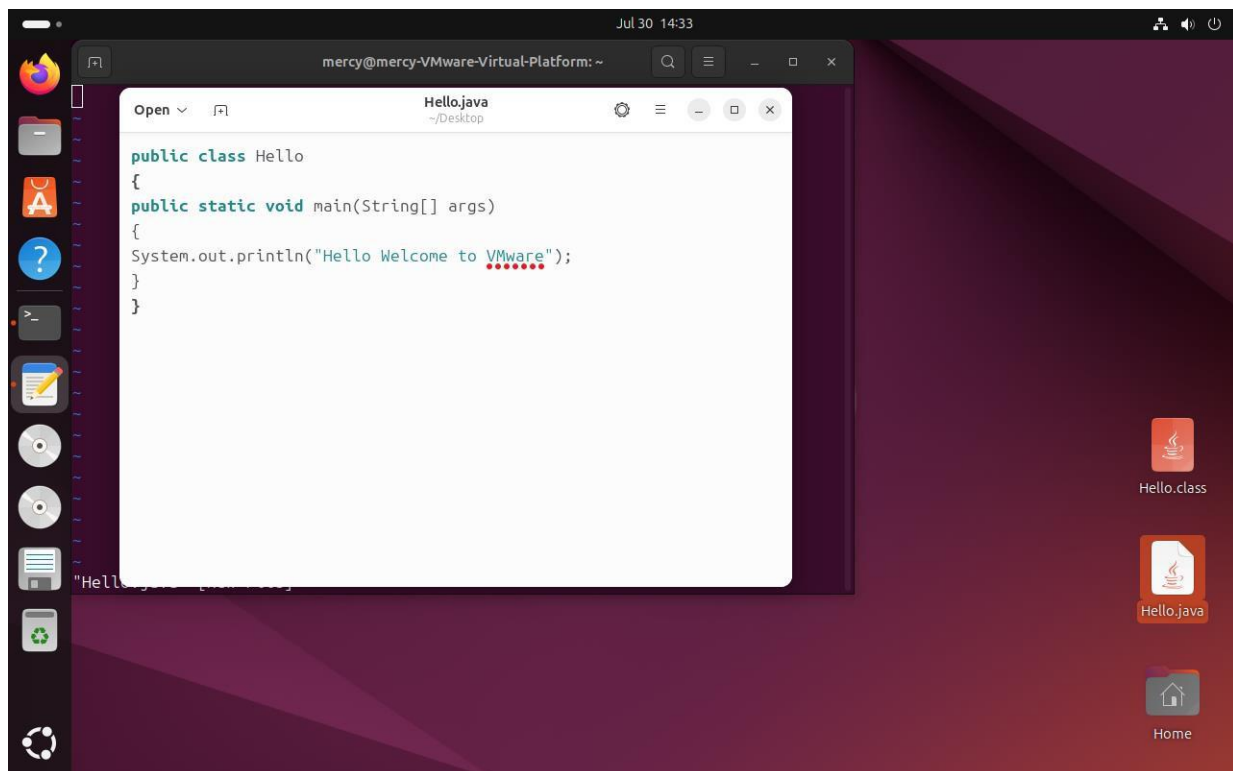 Jul 30 14:33
mercy@mercy-VMware-Virtual-Platform: ~
Open
Hello.java
~/Desktop
public class Hello
{
public static void main(String[] args)
{
System.out.println("Hello Welcome to VMware");
}
}
"Hell
Hello.class
Hello.java
Home